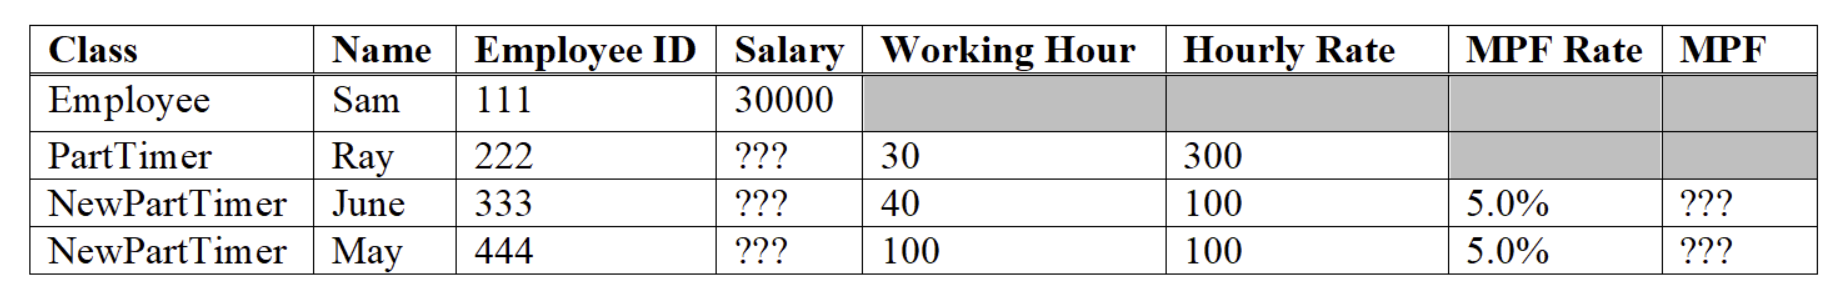 Class Name Employee ID Salary Working Hour Hourly Rate MPF Rate MPF
Employee Sam 111 30000
PartTimer Ray 222 ??? 30 300
NewPartTimer June 333 ??? 40 100 5.0% ???
NewPartTimer May 444 ??? 100 100 5.0% ???